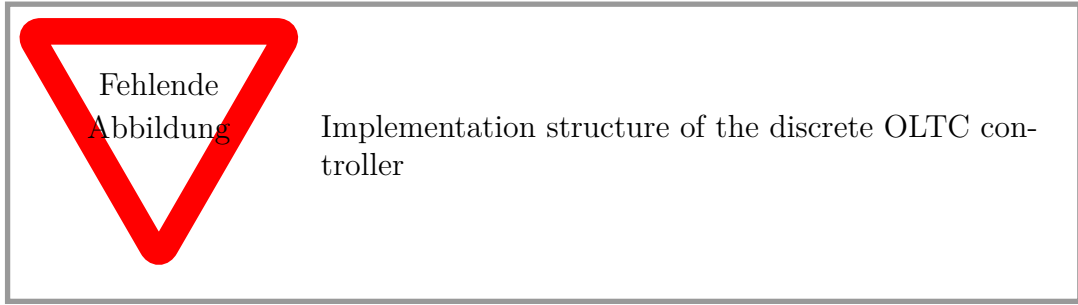 Fehlende
Abbildung
Implementation structure of the discrete OLTC con-
troller